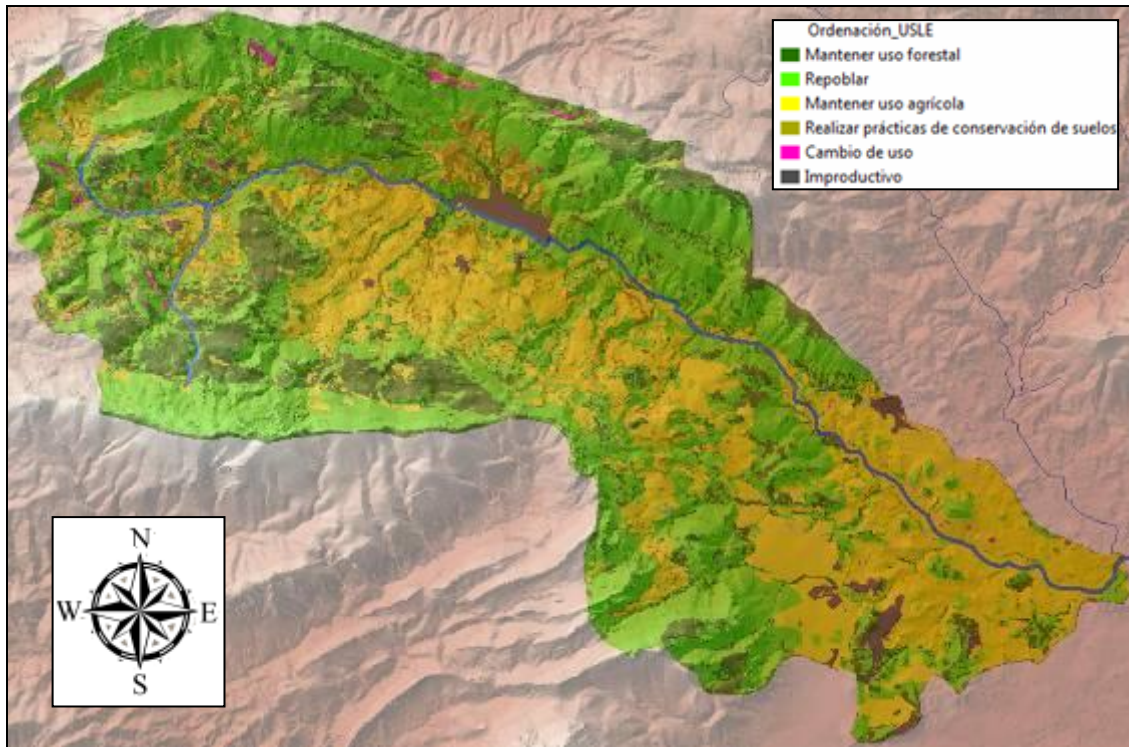 Ordenación_USLE
Mantener uso forestal
Repoblar
Mantener uso agrícola
Realizar prácticas de conservación de suelos
Cambio de uso
Improductivo
N
W E
S